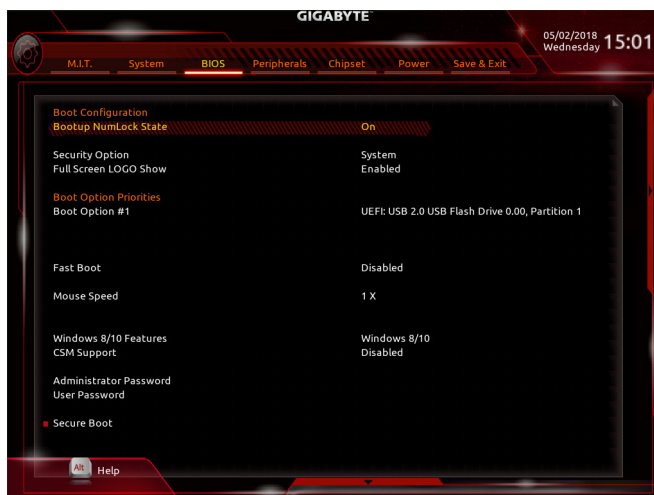 GIGABYTE™
05/02/2018
Wednesday
15:01
M.I.T. System BIOS Peripherals Chipset Power Save & Exit
Boot Configuration
Bootup NumLock State On
Security Option System
Full Screen LOGO Show Enabled
Boot Option Priorities
Boot Option #1 UEFI: USB 2.0 USB Flash Drive 0.00, Partition 1
Fast Boot Disabled
Mouse Speed 1 X
Windows 8/10 Features Windows 8/10
CSM Support Disabled
Administrator Password
User Password
Secure Boot
Alt Help